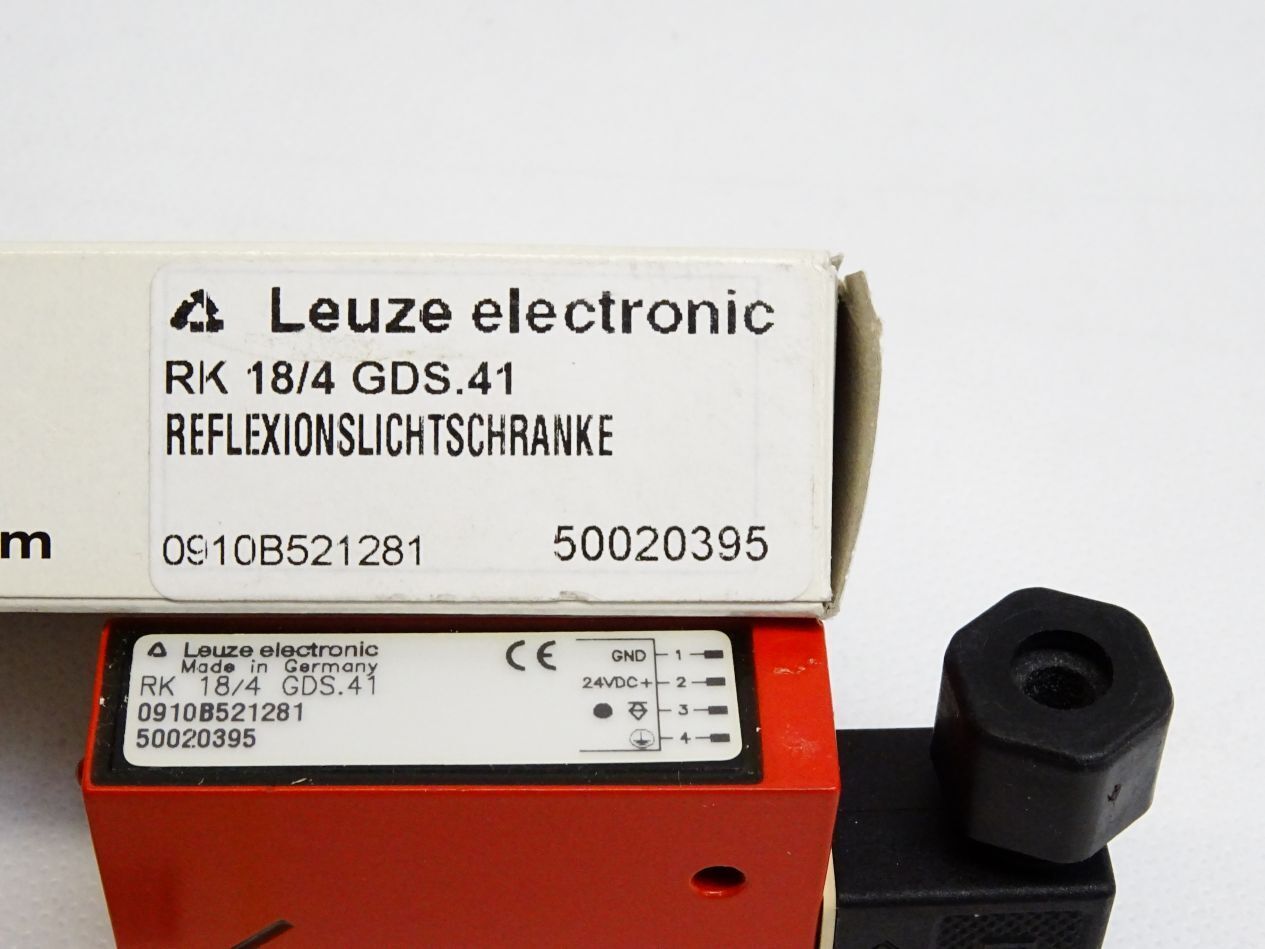 Leuze electronic
RK 18/4 GDS.41
REFLEXIONSLICHTSCHRANKE
0910B521281 50020395
m
Leuze electronic
Made in Germany
RK 18/4 GDS.41
0910B521281
50020395
CE
GND 1
24VDC+ 2
3
4